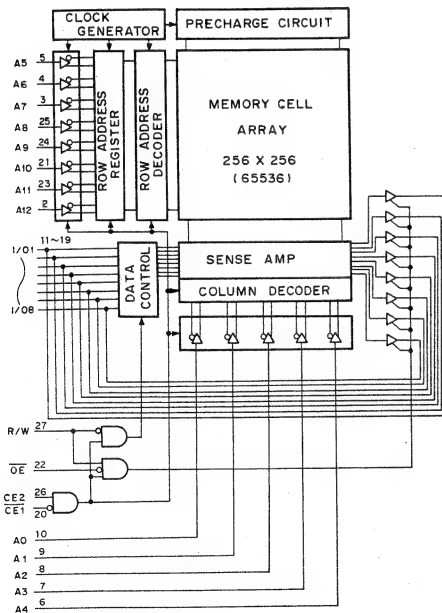 CLOCK
GENERATOR
PRECHARGE CIRCUIT
A5 5
A6 4
A7 3
A8 25
A9 24
A10 21
A11 23
A12 2
ROW ADDRESS
REGISTER
ROW ADDRESS
DECODER
MEMORY CELL
ARRAY
256 X 256
(65536)
11~19
I/O1
I/O8
DATA
CONTROL
SENSE AMP
COLUMN DECODER
R/W 27
OE 22
CE2 26
CE1 20
A0 10
A1 9
A2 8
A3 7
A4 6